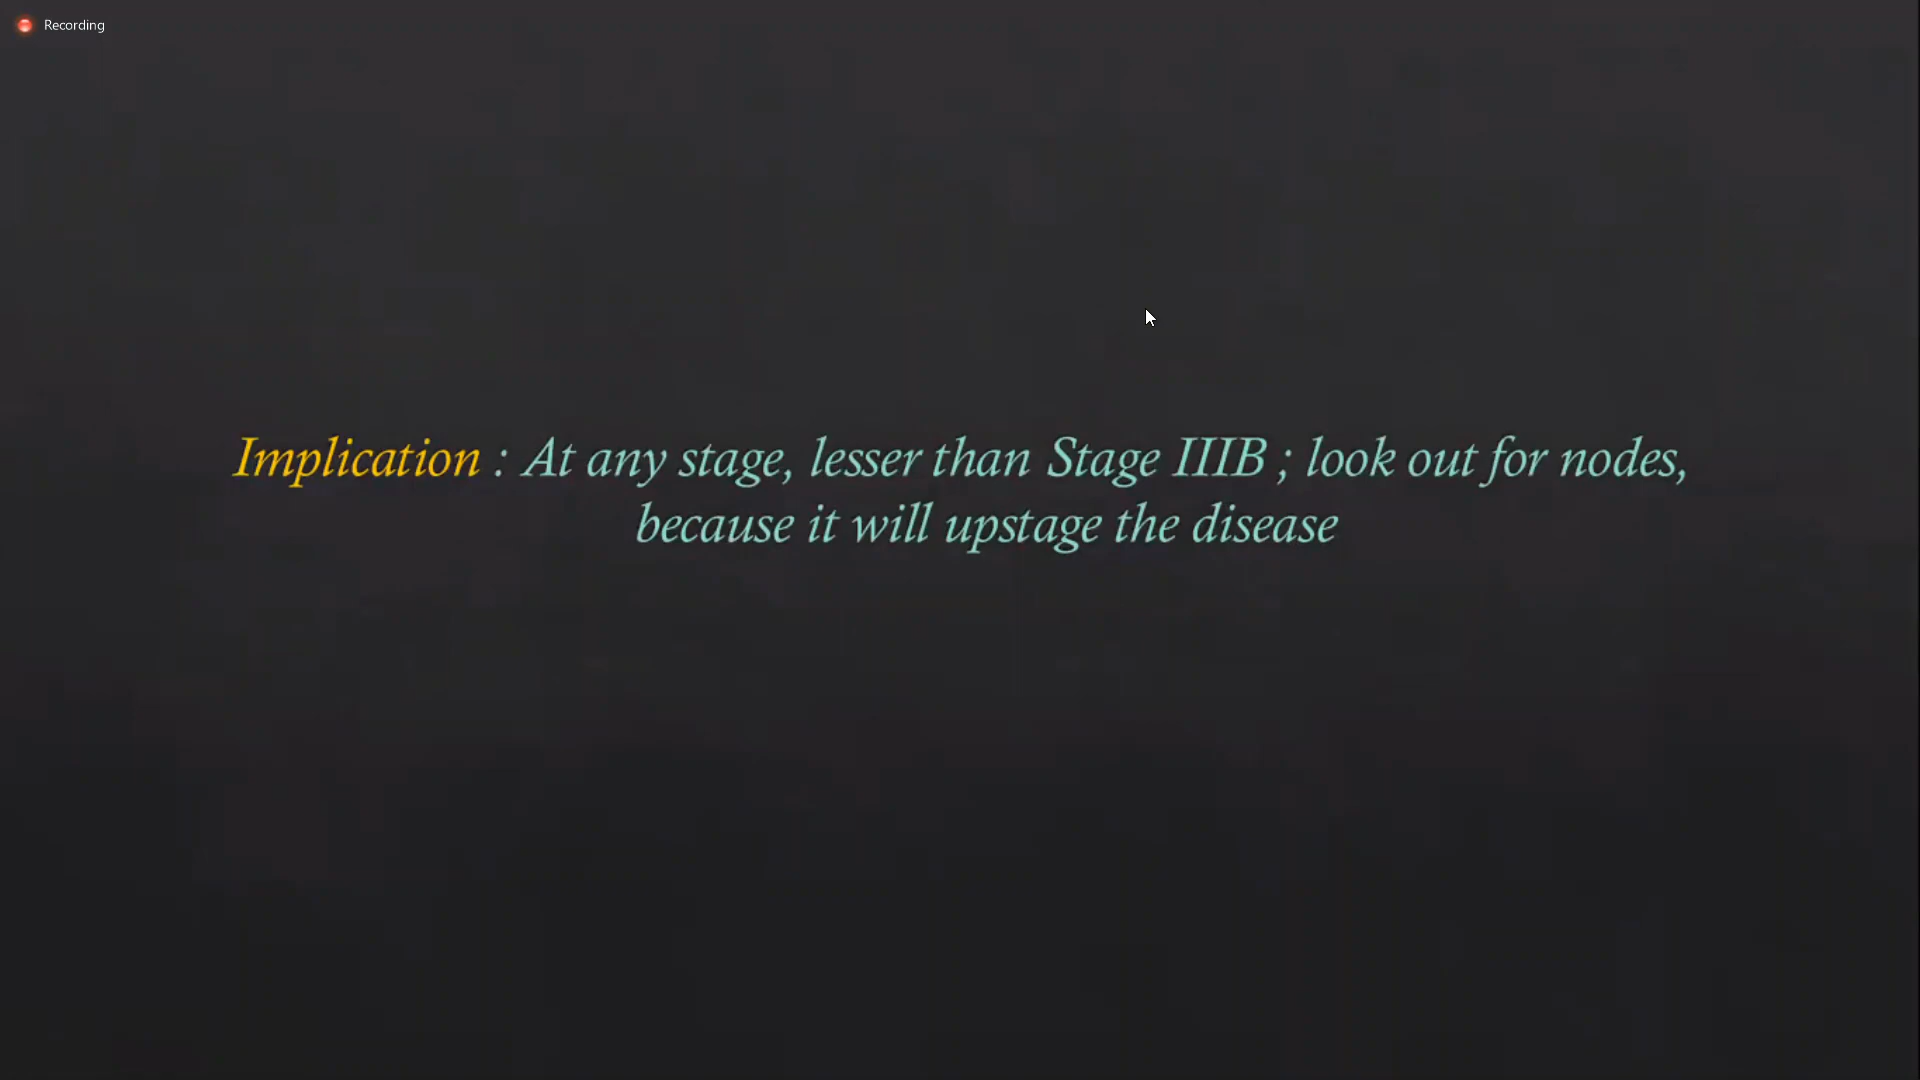 Recording
Implication : At any stage, lesser than Stage IIIB ; look out for nodes,
because it will upstage the disease